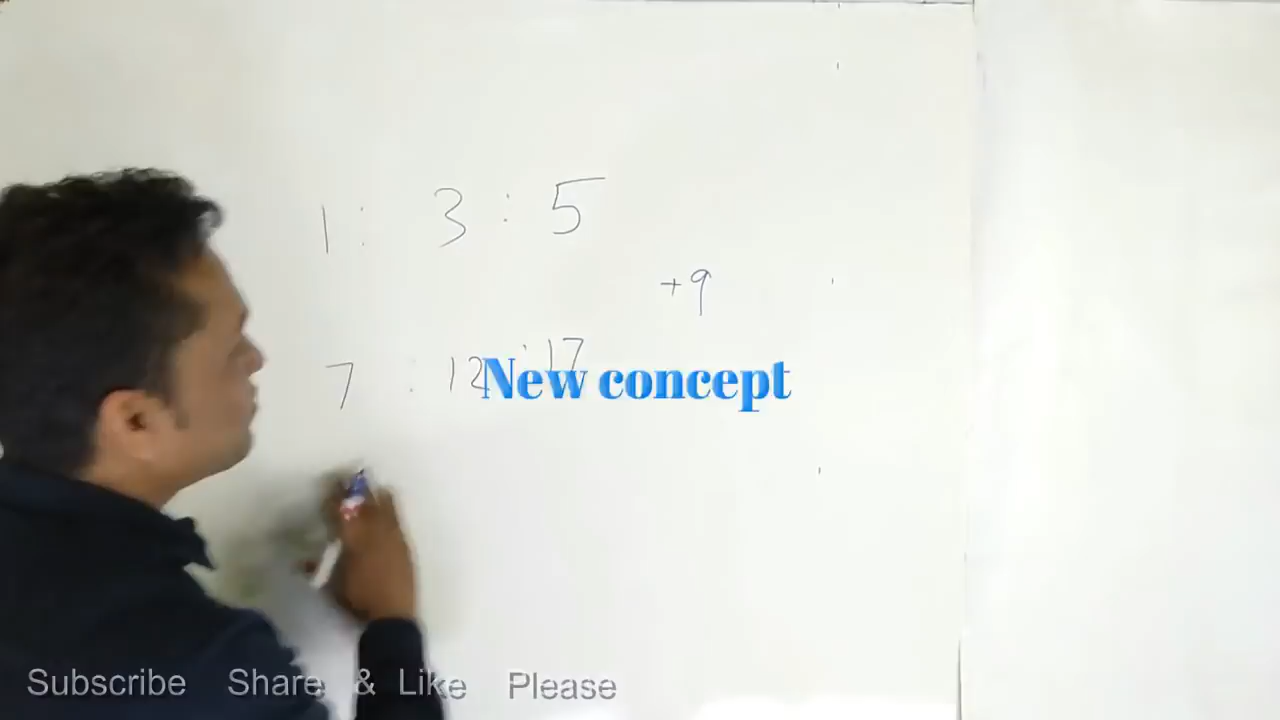 1 : 3 : 5
+9
7 : 12 : 17
New concept
Subscribe Share & Like Please